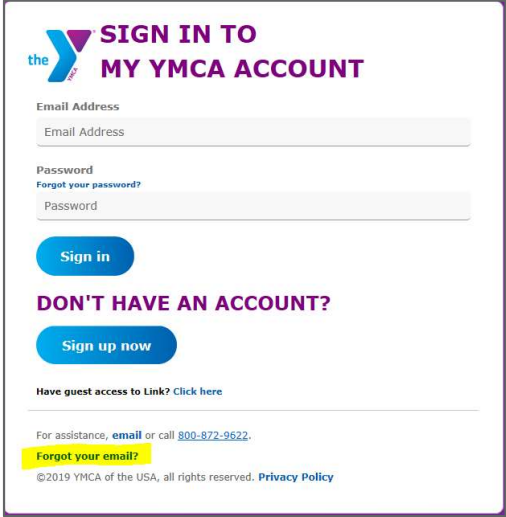 SIGN IN TO
the
YMCA
MY YMCA ACCOUNT
Email Address
Email Address
Password
Forgot your password?
Password
Sign in
DON'T HAVE AN ACCOUNT?
Sign up now
Have guest access to Link? Click here
For assistance, email or call 800-872-9622.
Forgot your email?
©2019 YMCA of the USA, all rights reserved. Privacy Policy